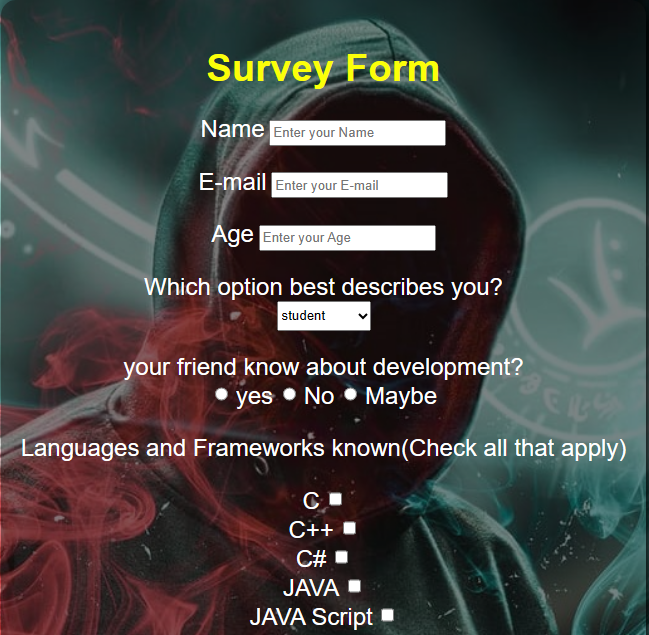 Survey Form
Name Enter your Name
E-mail Enter your E-mail
Age Enter your Age
Which option best describes you?
student
your friend know about development?
yes No Maybe
Languages and Frameworks known(Check all that apply)
C
C++
C#
JAVA
JAVA Script